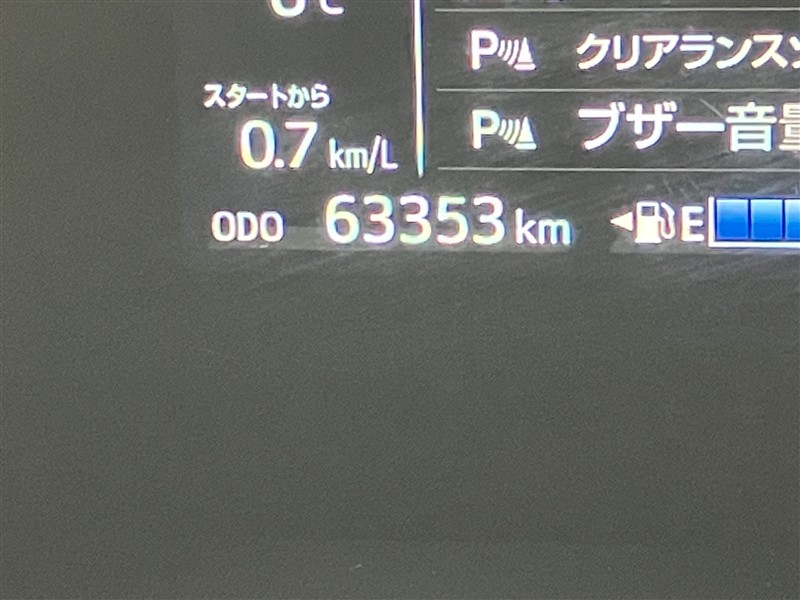 ℃
P クリアランスソ
スタートから
0.7 km/L
P ブザー音量
ODO 63353 km
E